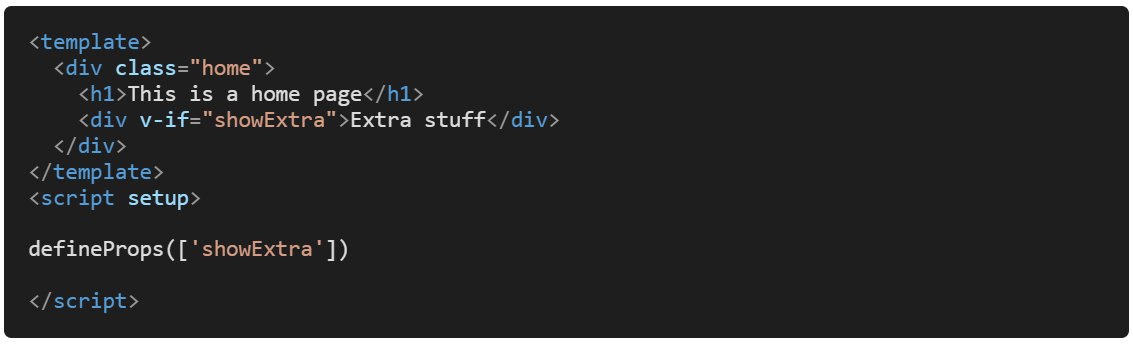 <template>
  <div class="home">
    <h1>This is a home page</h1>
    <div v-if="showExtra">Extra stuff</div>
  </div>
</template>
<script setup>
defineProps(['showExtra'])
</script>